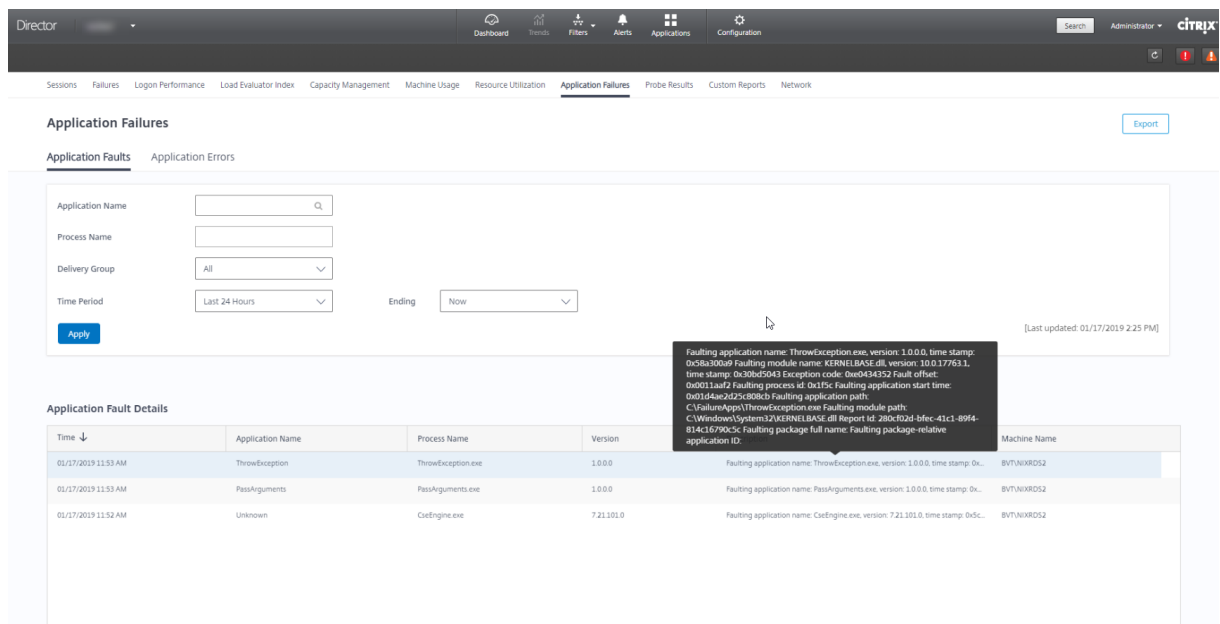 Director
Dashboard Trends Filters Alerts Applications Configuration
Search Administrator CITRIX
Sessions Failures Logon Performance Load Evaluator Index Capacity Management Machine Usage Resource Utilization Application Failures Probe Results Custom Reports Network
Application Failures
Export
Application Faults Application Errors
Application Name
Process Name
Delivery Group All
Time Period Last 24 Hours Ending Now
Apply
[Last updated: 01/17/2019 2:25 PM]
Faulting application name: ThrowException.exe, version: 1.0.0.0, time stamp:
0x58a300a9 Faulting module name: KERNELBASE.dll, version: 10.0.17763.1,
time stamp: 0x30bd5043 Exception code: 0xe0434352 Fault offset:
0x0011aaf2 Faulting process id: 0x1f5c Faulting application start time:
0x01d4ae2d25c808cb Faulting application path:
C:\FailureApps\ThrowException.exe Faulting module path:
C:\Windows\System32\KERNELBASE.dll Report Id: 280cf02d-bfec-41c1-89f4-
814c16790c5c Faulting package full name: Faulting package-relative
application ID:
Application Fault Details
Time Application Name Process Name Version Machine Name
01/17/2019 11:53 AM ThrowException ThrowException.exe 1.0.0.0 Faulting application name: ThrowException.exe, version: 1.0.0.0, time stamp: 0x... BVT\NIXRDS2
01/17/2019 11:53 AM PassArguments PassArguments.exe 1.0.0.0 Faulting application name: PassArguments.exe, version: 1.0.0.0, time stamp: 0x... BVT\NIXRDS2
01/17/2019 11:52 AM Unknown CseEngine.exe 7.21.101.0 Faulting application name: CseEngine.exe, version: 7.21.101.0, time stamp: 0x5c... BVT\NIXRDS2